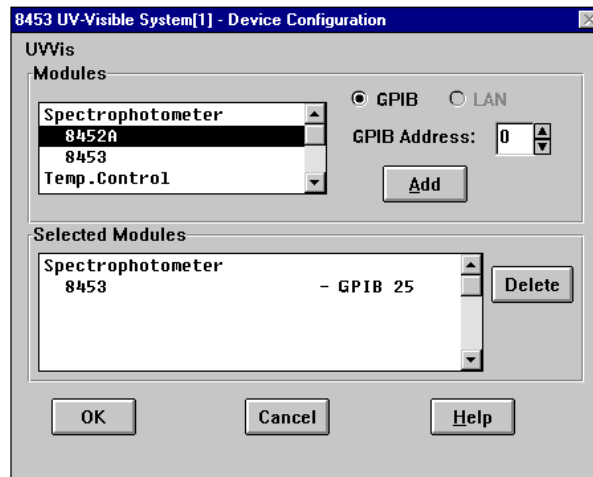 8453 UV-Visible System[1] - Device Configuration
UVVis
Modules
Spectrophotometer
8452A
8453
Temp.Control
GPIB LAN
GPIB Address: 0
Add
Selected Modules
Spectrophotometer
8453 - GPIB 25
Delete
OK Cancel Help